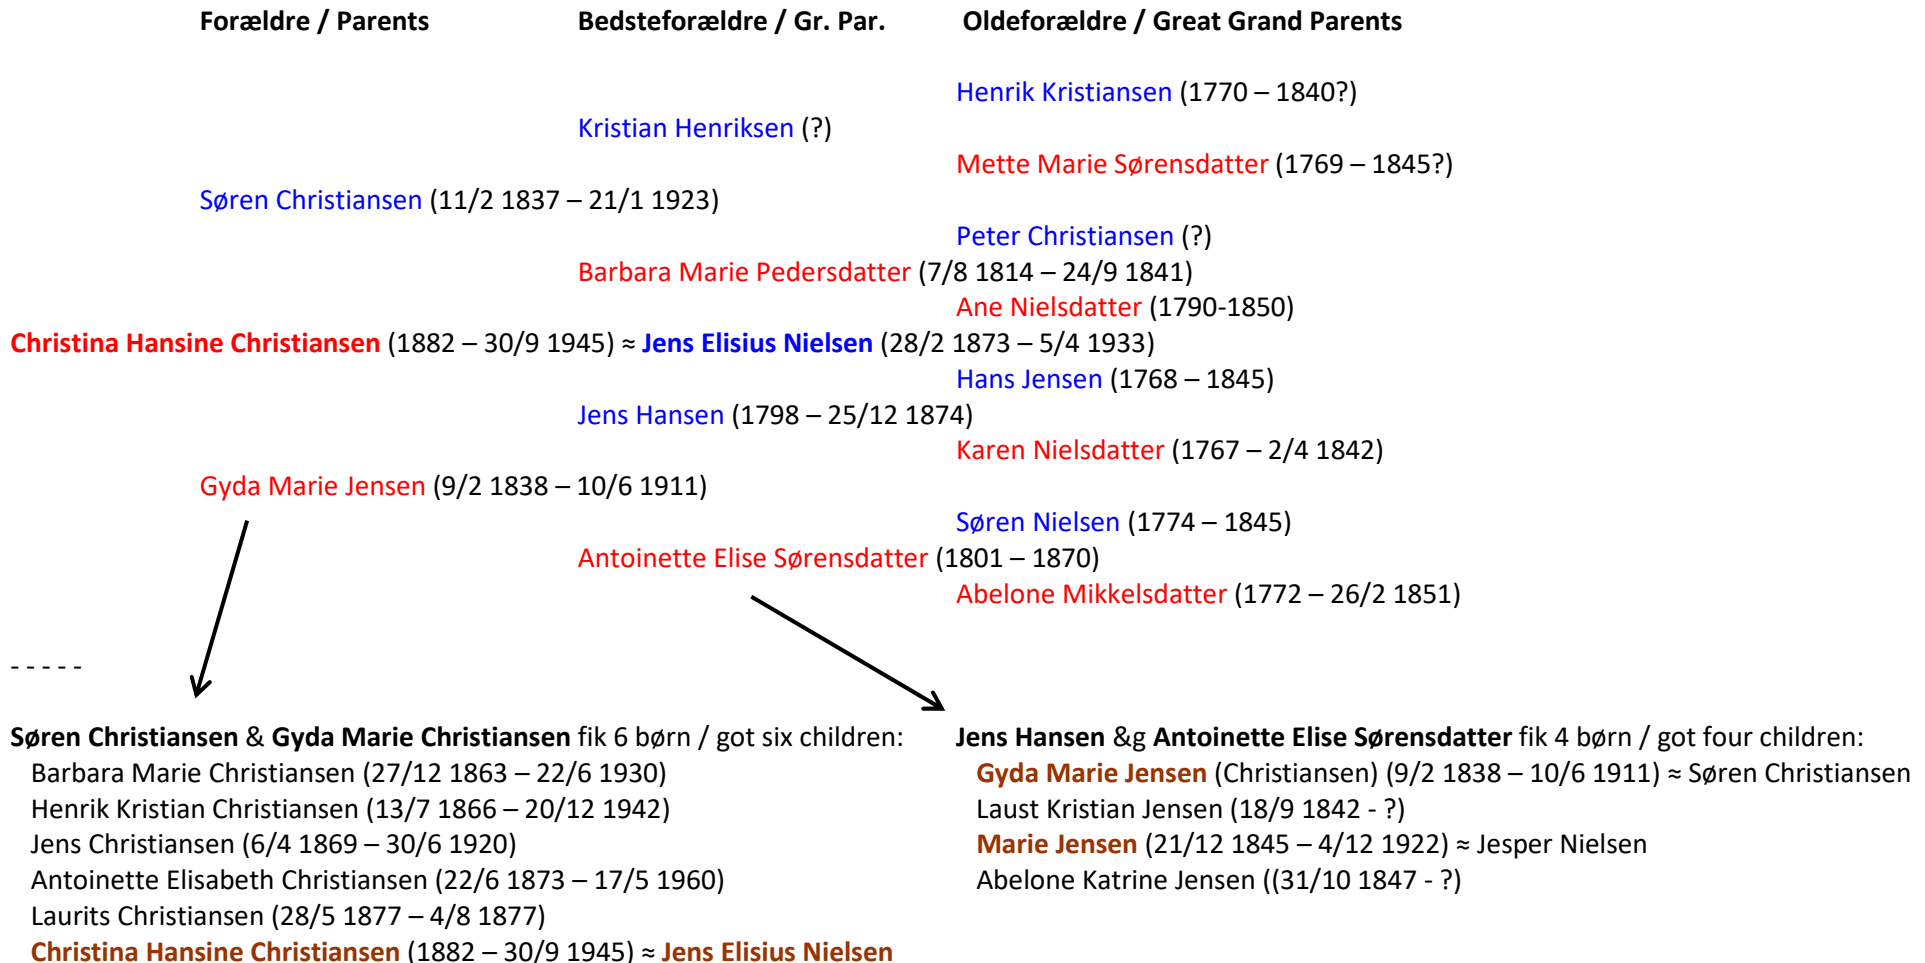 Forældre / Parents Bedsteforældre / Gr. Par. Oldeforældre / Great Grand Parents
Henrik Kristiansen (1770 – 1840?)
Kristian Henriksen (?)
Mette Marie Sørensdatter (1769 – 1845?)
Søren Christiansen (11/2 1837 – 21/1 1923)
Peter Christiansen (?)
Barbara Marie Pedersdatter (7/8 1814 – 24/9 1841)
Ane Nielsdatter (1790-1850)
Christina Hansine Christiansen (1882 – 30/9 1945) ≈ Jens Elisius Nielsen (28/2 1873 – 5/4 1933)
Hans Jensen (1768 – 1845)
Jens Hansen (1798 – 25/12 1874)
Karen Nielsdatter (1767 – 2/4 1842)
Gyda Marie Jensen (9/2 1838 – 10/6 1911)
Søren Nielsen (1774 – 1845)
Antoinette Elise Sørensdatter (1801 – 1870)
Abelone Mikkelsdatter (1772 – 26/2 1851)
- - - - -
Søren Christiansen & Gyda Marie Christiansen fik 6 børn / got six children:
Barbara Marie Christiansen (27/12 1863 – 22/6 1930)
Henrik Kristian Christiansen (13/7 1866 – 20/12 1942)
Jens Christiansen (6/4 1869 – 30/6 1920)
Antoinette Elisabeth Christiansen (22/6 1873 – 17/5 1960)
Laurits Christiansen (28/5 1877 – 4/8 1877)
Christina Hansine Christiansen (1882 – 30/9 1945) ≈ Jens Elisius Nielsen
Jens Hansen &g Antoinette Elise Sørensdatter fik 4 børn / got four children:
Gyda Marie Jensen (Christiansen) (9/2 1838 – 10/6 1911) ≈ Søren Christiansen
Laust Kristian Jensen (18/9 1842 - ?)
Marie Jensen (21/12 1845 – 4/12 1922) ≈ Jesper Nielsen
Abelone Katrine Jensen ((31/10 1847 - ?)